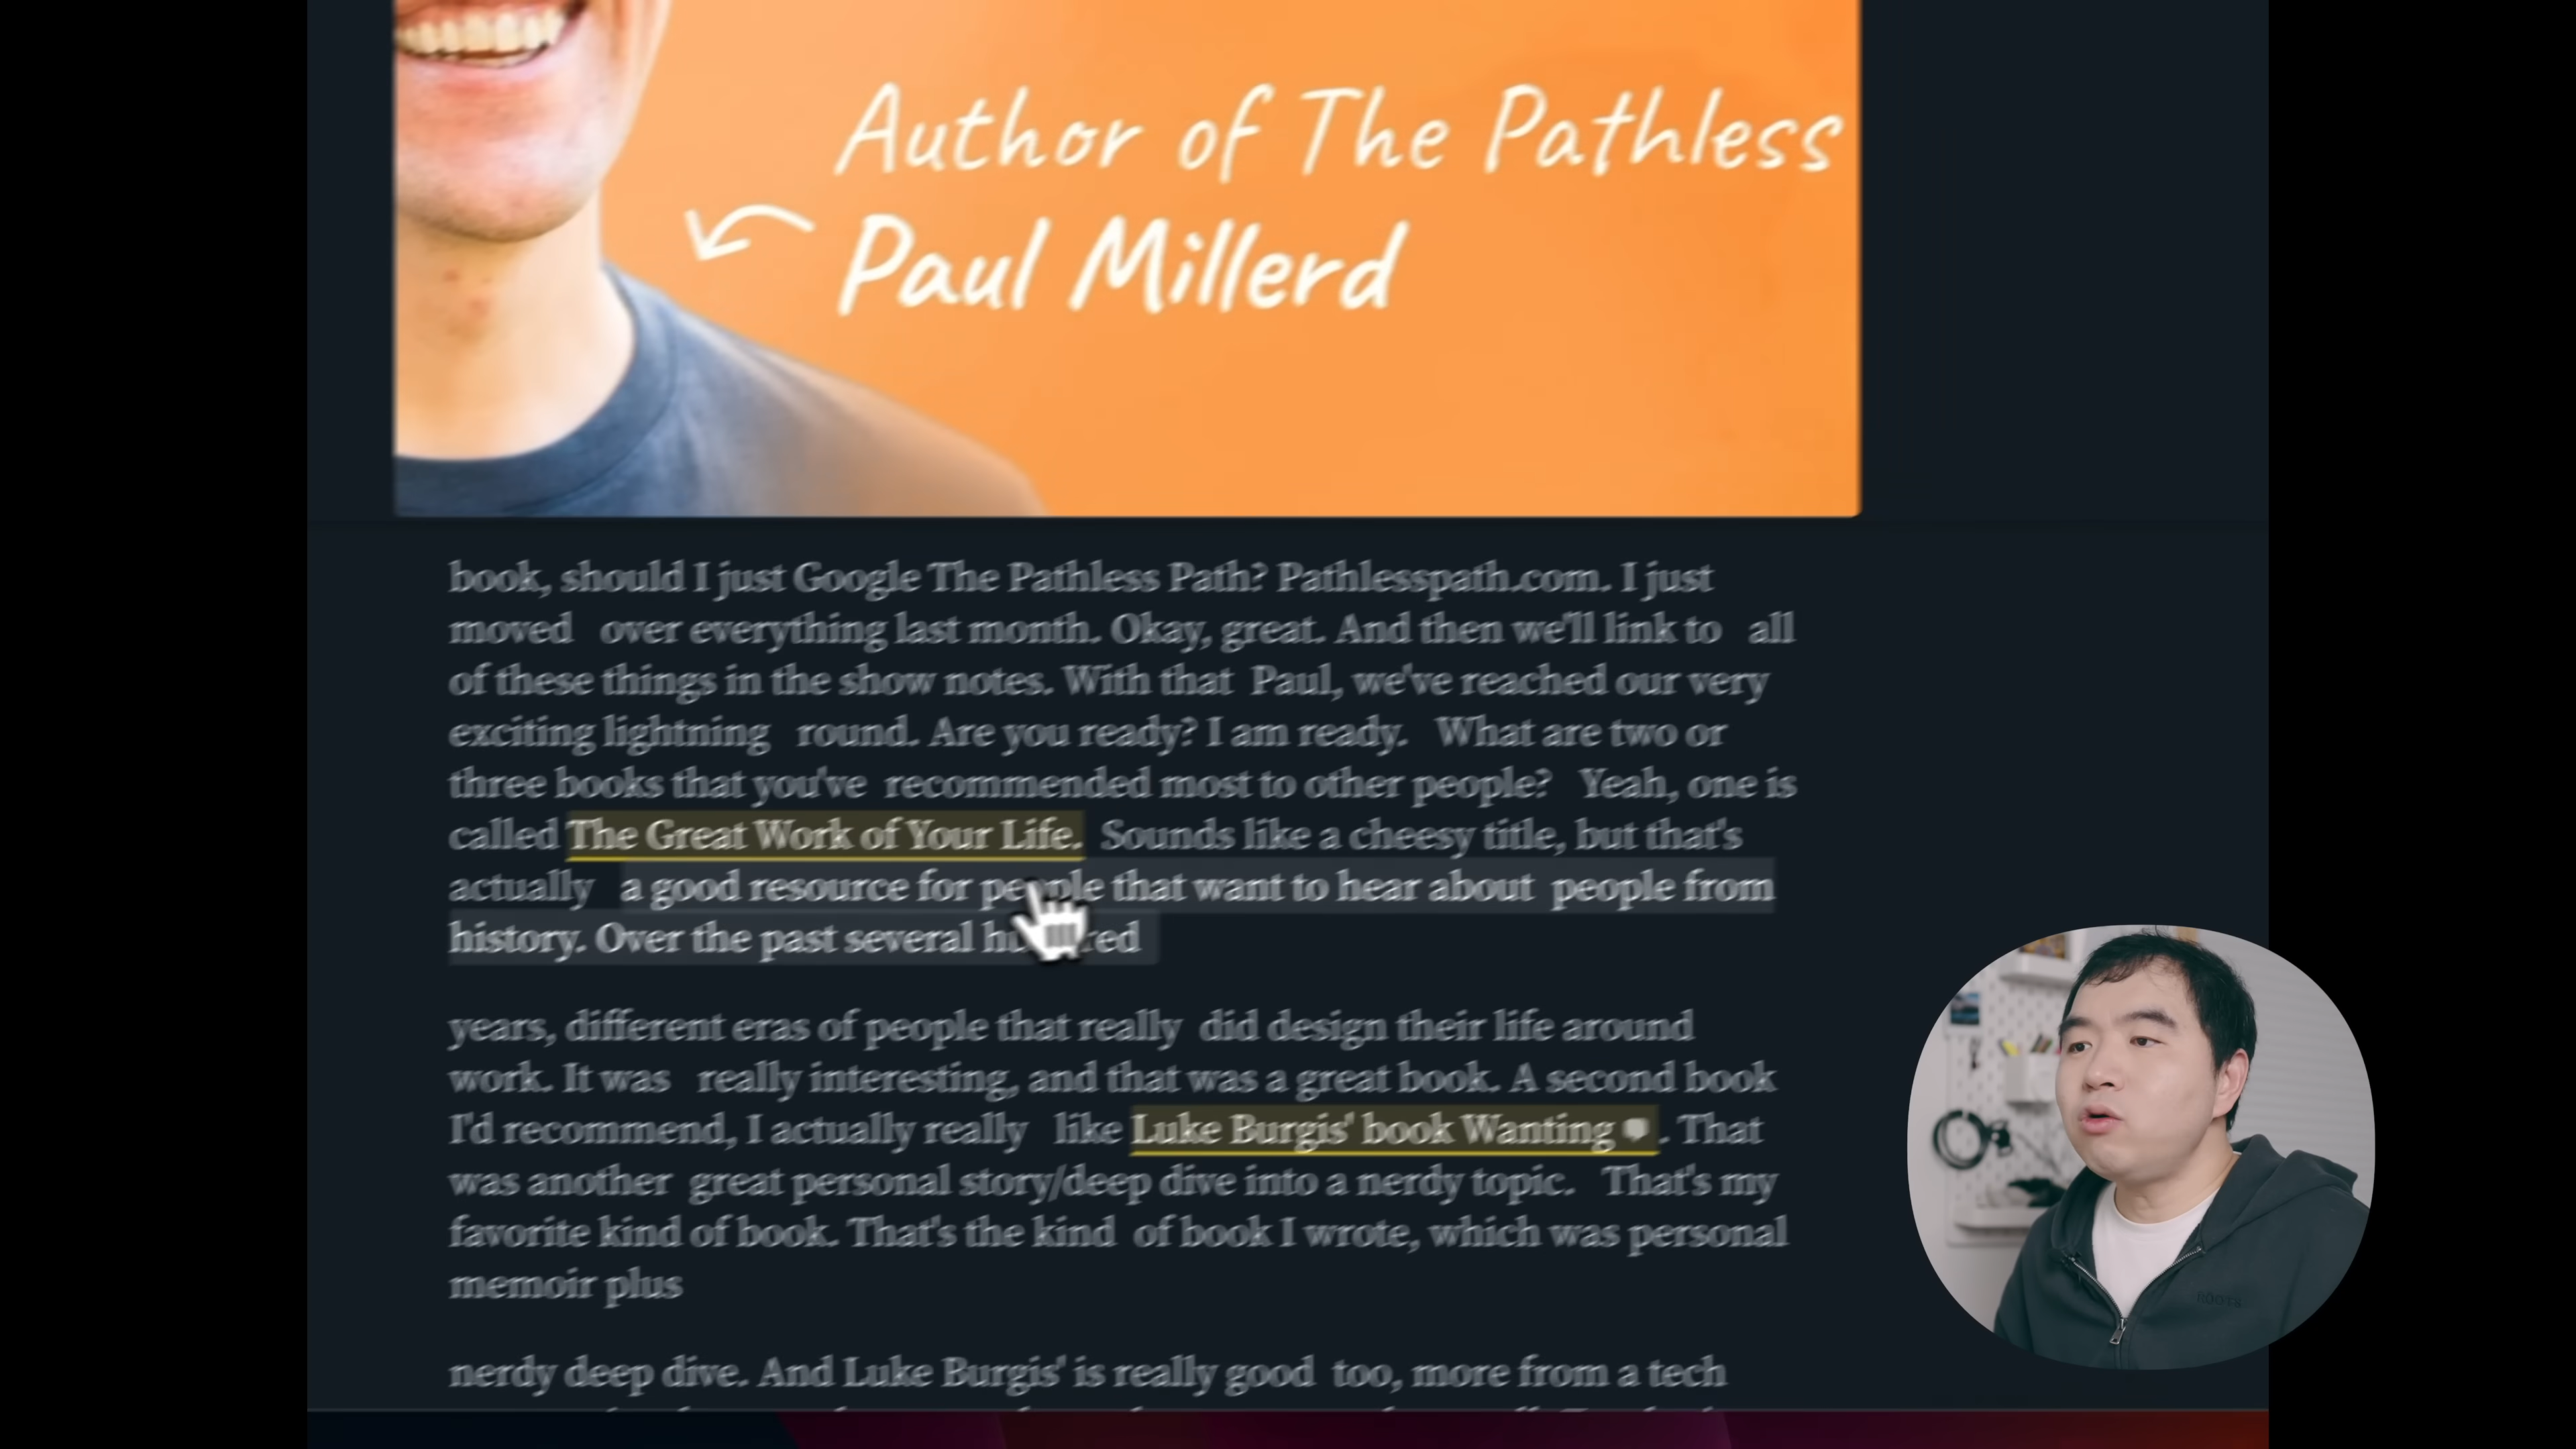 Author of The Pathless
Paul Millerd
book, should I just Google The Pathless Path? Pathlesspath.com. I just
moved over everything last month. Okay, great. And then we'll link to all
of these things in the show notes. With that Paul, we've reached our very
exciting lightning round. Are you ready? I am ready. What are two or
three books that you've recommended most to other people? Yeah, one is
called The Great Work of Your Life. Sounds like a cheesy title, but that's
actually a good resource for people that want to hear about people from
history. Over the past several hundred
years, different eras of people that really did design their life around
work. It was really interesting, and that was a great book. A second book
I'd recommend, I actually really like Luke Burgis' book Wanting. That
was another great personal story/deep dive into a nerdy topic. That's my
favorite kind of book. That's the kind of book I wrote, which was personal
memoir plus
nerdy deep dive. And Luke Burgis' is really good too, more from a tech